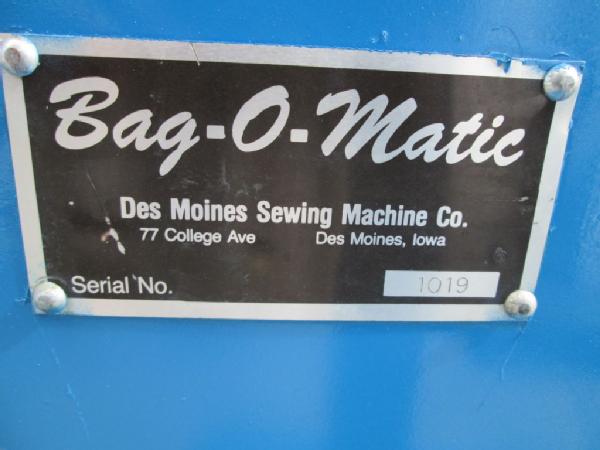 Bag-O-Matic
Des Moines Sewing Machine Co.
77 College Ave Des Moines, Iowa
Serial No. 1019